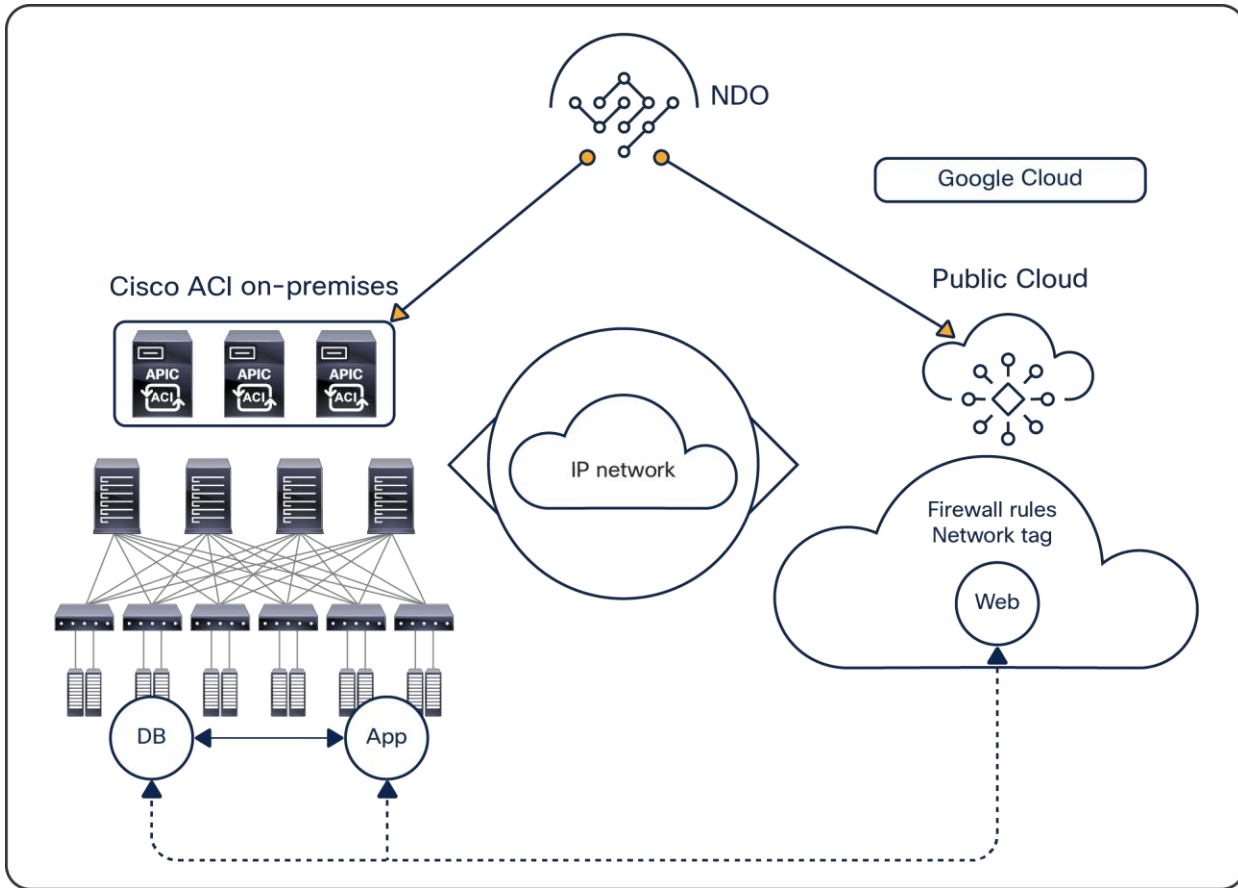 NDO
Google Cloud
Cisco ACI on-premises
Public Cloud
APIC
ACI
APIC
ACI
APIC
ACI
IP network
Firewall rules
Network tag
Web
DB
App